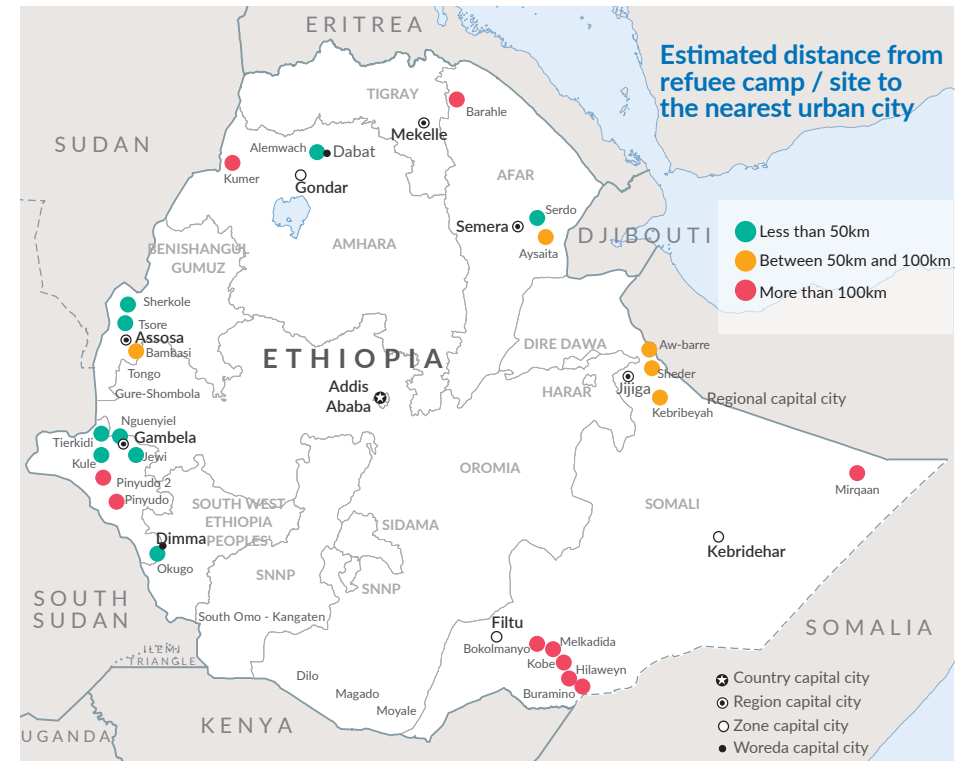 ERITREA
Estimated distance from
refuee camp / site to
the nearest urban city
TIGRAY
Barahle
Mekelle
SUDAN
Alemwach
Dabat
Kumer
Gondar
AFAR
Serdo
Semera
DJIBOUTI
Aysaita
Less than 50km
Between 50km and 100km
More than 100km
AMHARA
BENISHANGUL
GUMUZ
Sherkole
Tsore
Assosa
Bambasi
Tongo
Gure-Shombola
ETHIOPIA
Addis
Ababa
DIRE DAWA
Aw-barre
Sheder
HARAR
Jijiga
Kebribeyah
Regional capital city
Nguenyiel
Tierkidi
Gambela
Kule
Jewi
Pinyudo 2
Pinyudo
OROMIA
Mirqaan
SOMALI
SOUTH WEST
ETHIOPIA
PEOPLES'
SIDAMA
Dimma
Okugo
Kebridehar
SNNP
SNNP
SOUTH
SUDAN
South Omo - Kangaten
Filtu
Bokolmanyo
Melkadida
Kobe
Hilaweyn
Buramino
SOMALIA
ILEMI
TRIANGLE
Dilo
Magado
Moyale
KENYA
UGANDA
Country capital city
Region capital city
Zone capital city
Woreda capital city